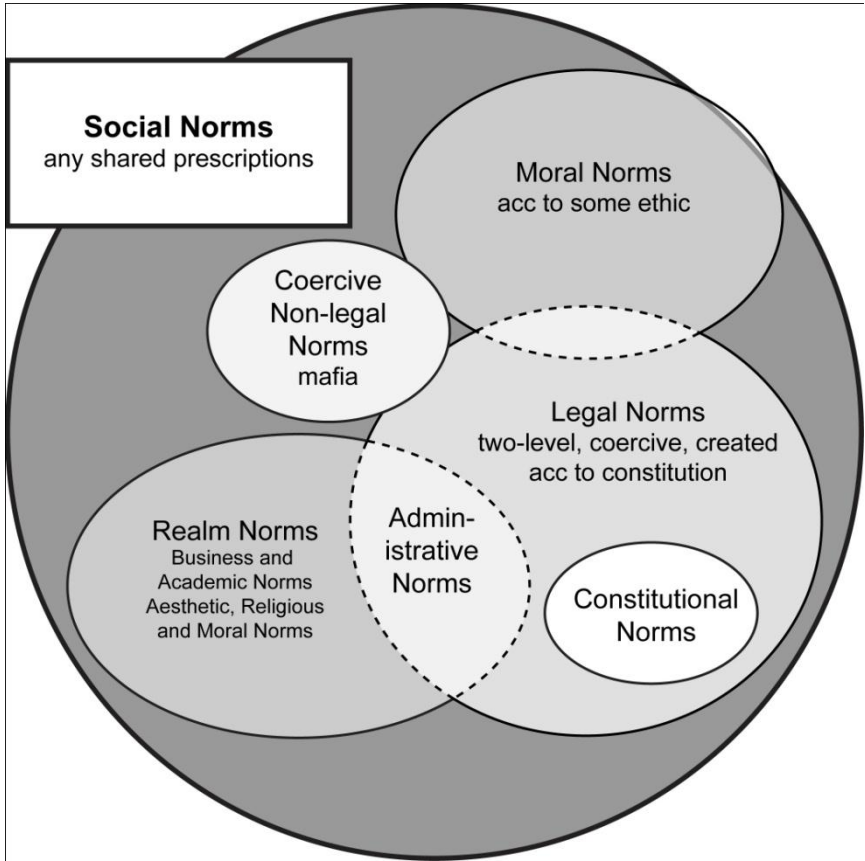 Social Norms
any shared prescriptions
Moral Norms
acc to some ethic
Coercive
Non-legal
Norms
mafia
Legal Norms
two-level, coercive, created
acc to constitution
Realm Norms
Business and
Academic Norms
Aesthetic, Religious
and Moral Norms
Admin-
istrative
Norms
Constitutional
Norms